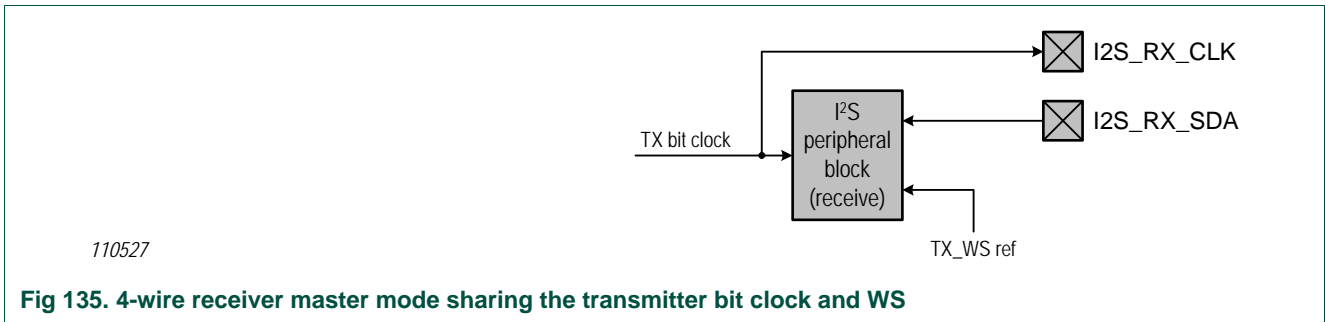 I2S_RX_CLK
I2S_RX_SDA
TX bit clock
I²S
peripheral
block
(receive)
TX_WS ref
110527
Fig 135. 4-wire receiver master mode sharing the transmitter bit clock and WS